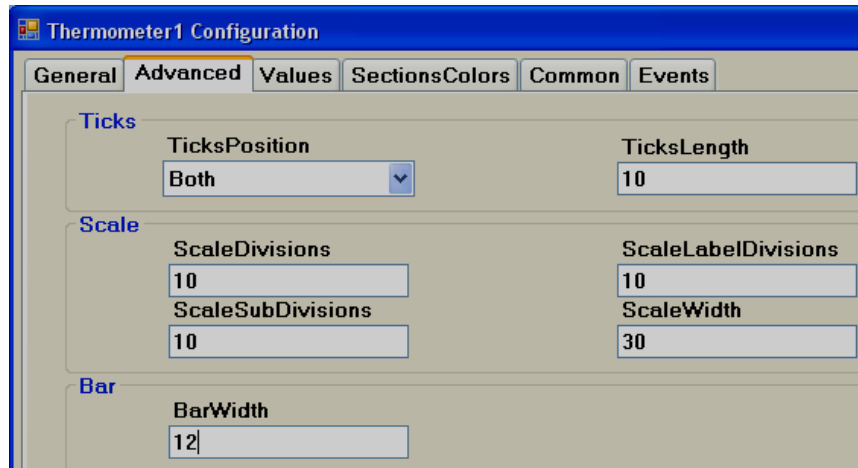 Thermometer1 Configuration
General Advanced Values SectionsColors Common Events
Ticks
TicksPosition TicksLength
Both 10
Scale
ScaleDivisions ScaleLabelDivisions
10 10
ScaleSubDivisions ScaleWidth
10 30
Bar
BarWidth
12